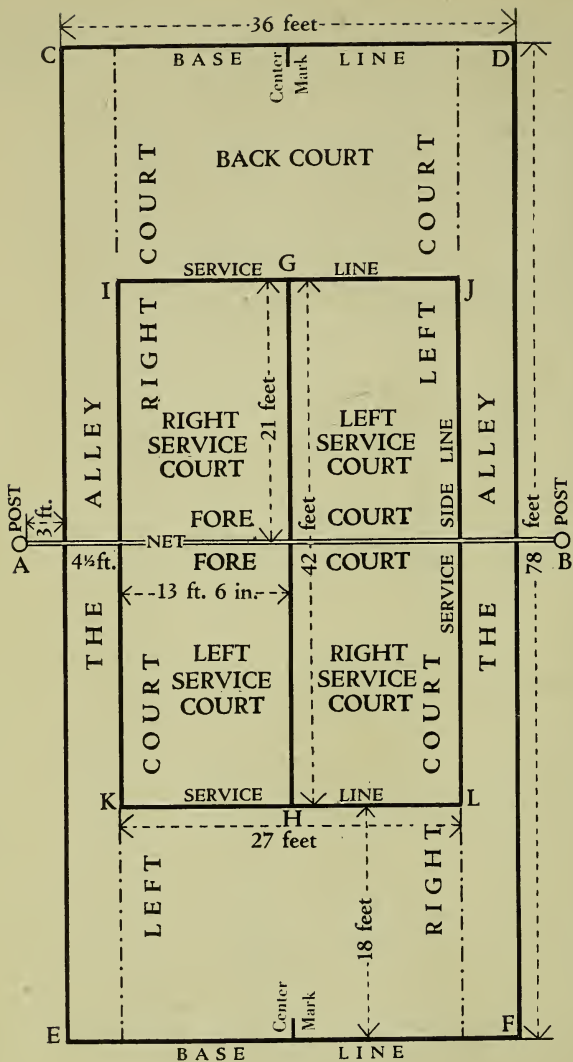 36 feet
C
D
BASE LINE
Center
Mark
BACK COURT
COURT
COURT
SERVICE LINE
G
I
J
RIGHT
LEFT
21 feet
RIGHT
SERVICE
COURT
LEFT
SERVICE
COURT
ALLEY
ALLEY
SIDE LINE
FORE COURT
POST
3 ft.
A
NET
POST
B
4½ ft.
FORE COURT
42 feet
78 feet
13 ft. 6 in.
SERVICE
THE
THE
LEFT
SERVICE
COURT
RIGHT
SERVICE
COURT
COURT
COURT
K
SERVICE LINE
L
H
27 feet
LEFT
RIGHT
18 feet
Center
Mark
E
F
BASE LINE